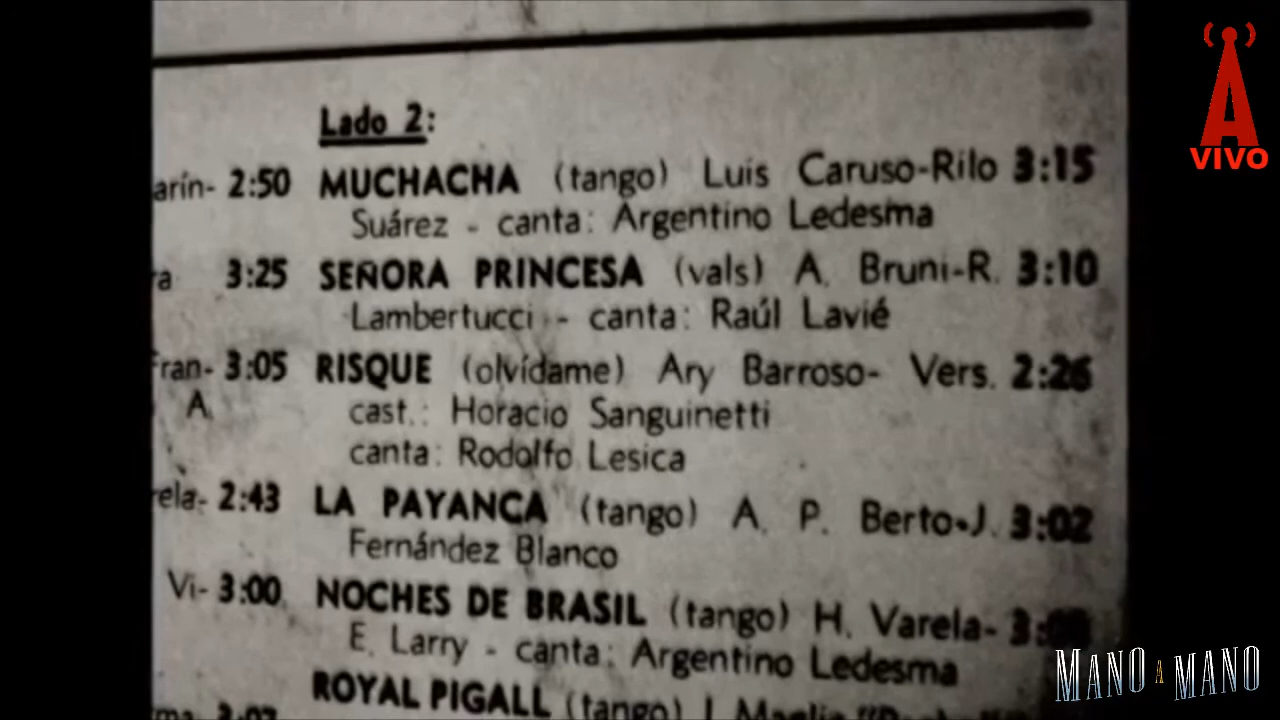 Lado 2:
arín- 2:50 MUCHACHA (tango) Luis Caruso-Rilo 3:15
Suárez - canta: Argentino Ledesma
ra 3:25 SEÑORA PRINCESA (vals) A. Bruni-R. 3:10
Lambertucci - canta: Raúl Lavié
Fran- 3:05 RISQUE (olvídame) Ary Barroso- Vers. 2:26
A. cast.: Horacio Sanguinetti
canta: Rodolfo Lesica
rela- 2:43 LA PAYANCA (tango) A. P. Berto-J. 3:02
Fernández Blanco
Vi- 3:00 NOCHES DE BRASIL (tango) H. Varela-
E. Larry - canta: Argentino Ledesma
ROYAL PIGALL (tango) J. Maglio
VIVO
MANO A MANO